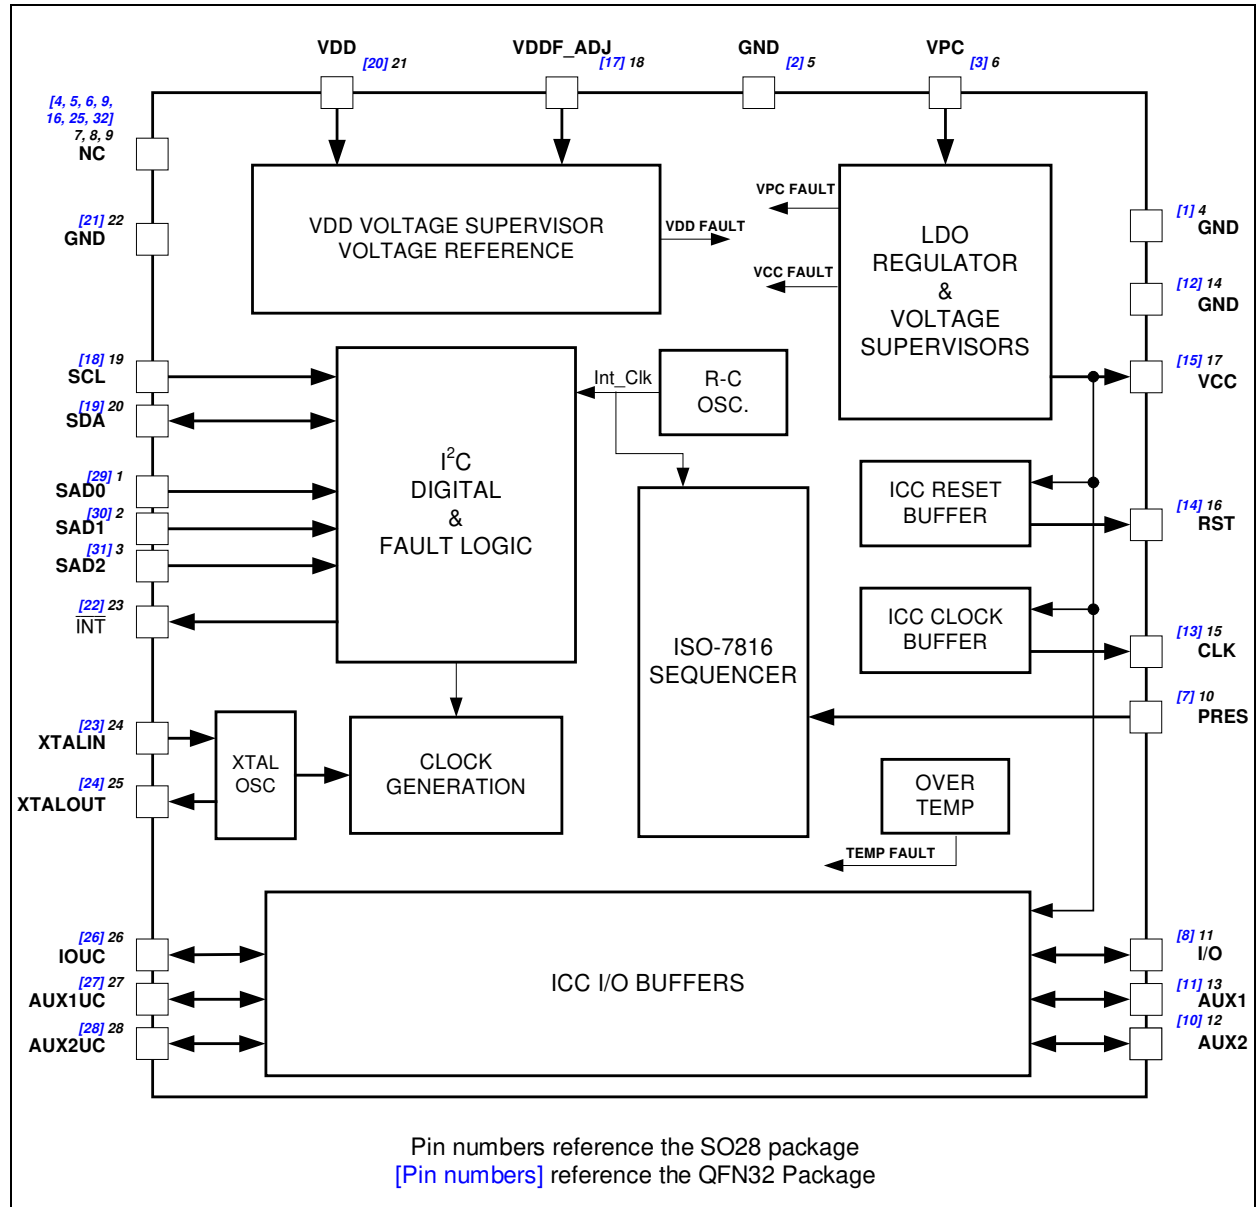 VDD
[20] 21
VDDF_ADJ
[17] 18
GND
[2] 5
VPC
[3] 6
[4, 5, 6, 9,
16, 25, 32]
7, 8, 9
NC
[21] 22
GND
VDD VOLTAGE SUPERVISOR
VOLTAGE REFERENCE
VDD FAULT
VPC FAULT
VCC FAULT
LDO
REGULATOR
&
VOLTAGE
SUPERVISORS
[1] 4
GND
[12] 14
GND
[15] 17
VCC
[18] 19
SCL
[19] 20
SDA
[29] 1
SAD0
[30] 2
SAD1
[31] 3
SAD2
[22] 23
INT
I²C
DIGITAL
&
FAULT LOGIC
Int_Clk
R-C
OSC.
ICC RESET
BUFFER
[14] 16
RST
ICC CLOCK
BUFFER
[13] 15
CLK
ISO-7816
SEQUENCER
[7] 10
PRES
[23] 24
XTALIN
[24] 25
XTALOUT
XTAL
OSC
CLOCK
GENERATION
OVER
TEMP
TEMP FAULT
[26] 26
IOUC
[27] 27
AUX1UC
[28] 28
AUX2UC
ICC I/O BUFFERS
[8] 11
I/O
[11] 13
AUX1
[10] 12
AUX2
Pin numbers reference the SO28 package
[Pin numbers] reference the QFN32 Package